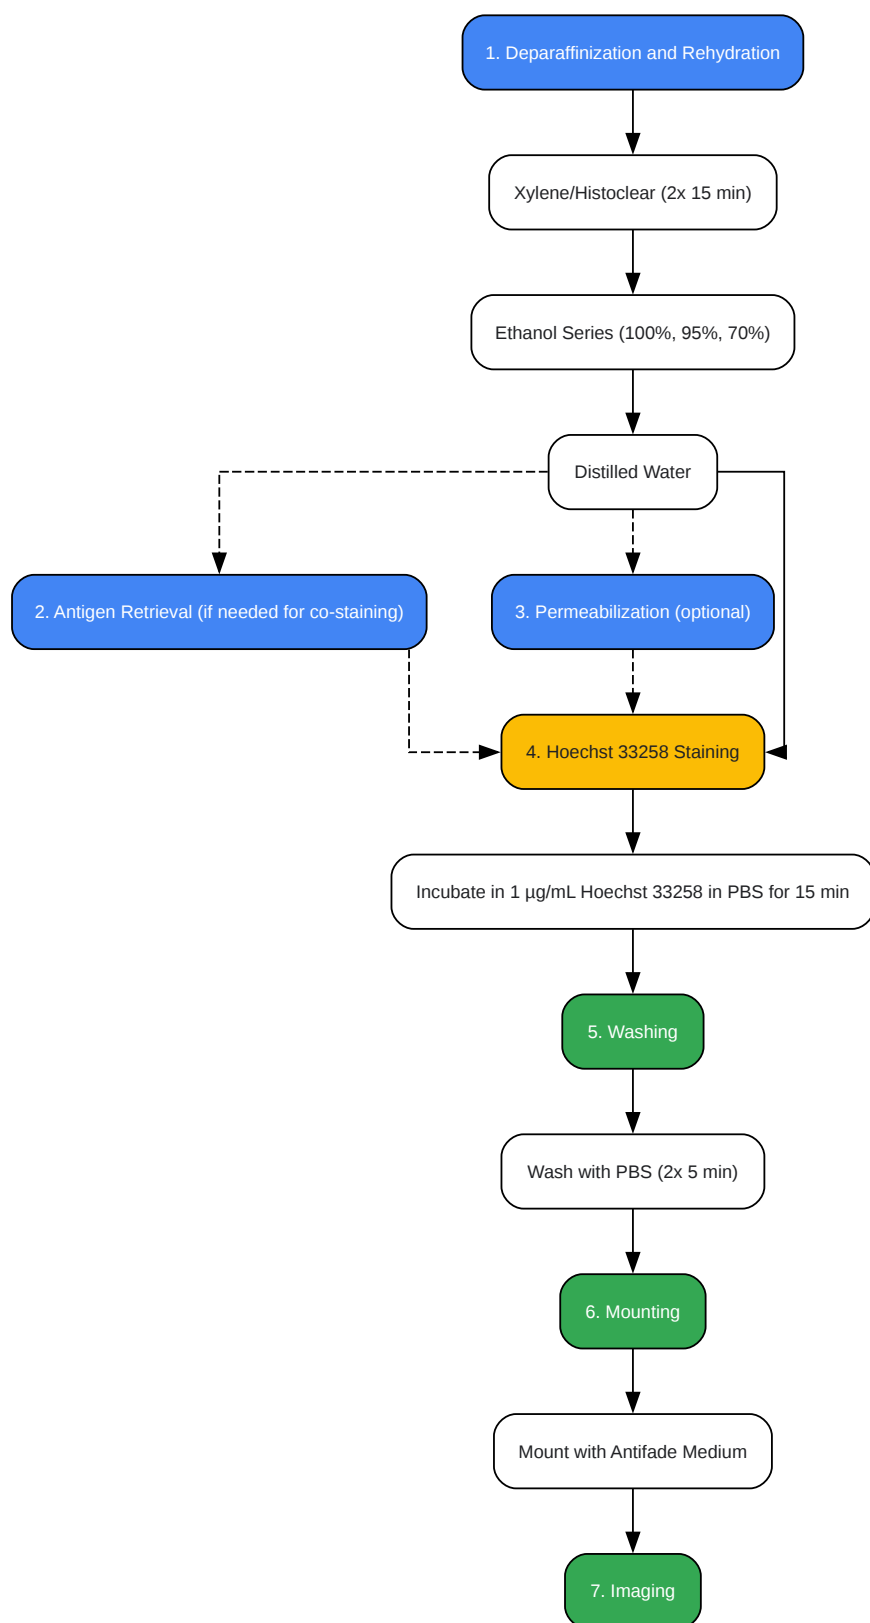 1. Deparaffinization and Rehydration
Xylene/Histoclear (2x 15 min)
Ethanol Series (100%, 95%, 70%)
Distilled Water
2. Antigen Retrieval (if needed for co-staining)
3. Permeabilization (optional)
4. Hoechst 33258 Staining
Incubate in 1 µg/mL Hoechst 33258 in PBS for 15 min
5. Washing
Wash with PBS (2x 5 min)
6. Mounting
Mount with Antifade Medium
7. Imaging